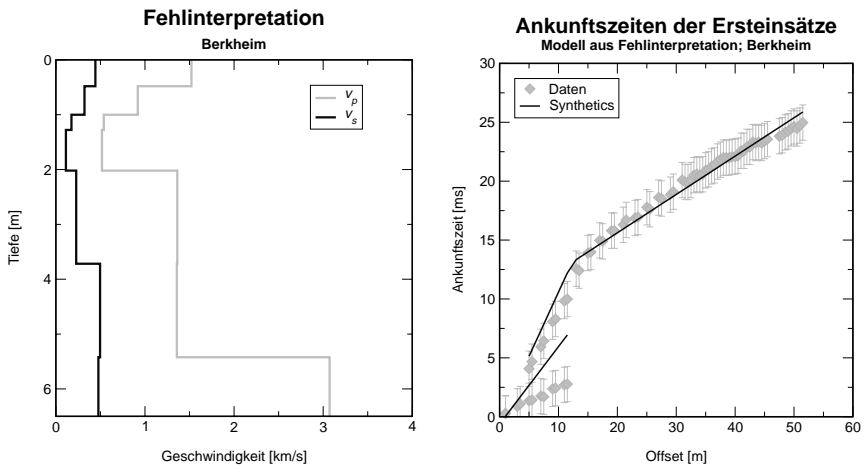 Fehlinterpretation
Berkheim
0
2
4
6
Tiefe [m]
v_p
v_s
0
1
2
3
4
Geschwindigkeit [km/s]
Ankunftszeiten der Ersteinsätze
Modell aus Fehlinterpretation; Berkheim
30
25
20
15
10
5
0
Ankunftszeit [ms]
Daten
Synthetics
0
10
20
30
40
50
60
Offset [m]